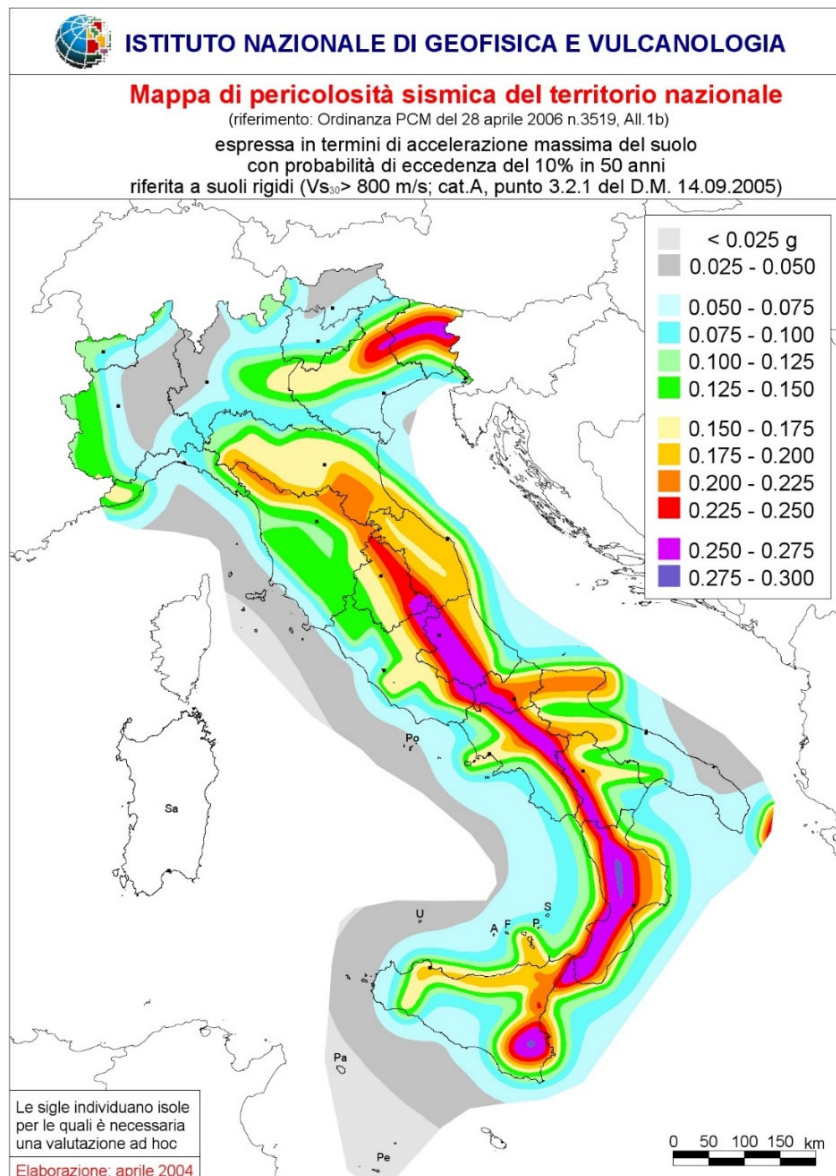 ISTITUTO NAZIONALE DI GEOFISICA E VULCANOLOGIA
Mappa di pericolosità sismica del territorio nazionale
(riferimento: Ordinanza PCM del 28 aprile 2006 n.3519, All.1b)
espressa in termini di accelerazione massima del suolo
con probabilità di eccedenza del 10% in 50 anni
riferita a suoli rigidi (Vs30> 800 m/s; cat.A, punto 3.2.1 del D.M. 14.09.2005)
< 0.025 g
0.025 - 0.050
0.050 - 0.075
0.075 - 0.100
0.100 - 0.125
0.125 - 0.150
0.150 - 0.175
0.175 - 0.200
0.200 - 0.225
0.225 - 0.250
0.250 - 0.275
0.275 - 0.300
Po
Sa
U
A
F
P
S
Pa
Pe
Le sigle individuano isole
per le quali è necessaria
una valutazione ad hoc
Elaborazione: aprile 2004
0 50 100 150 km